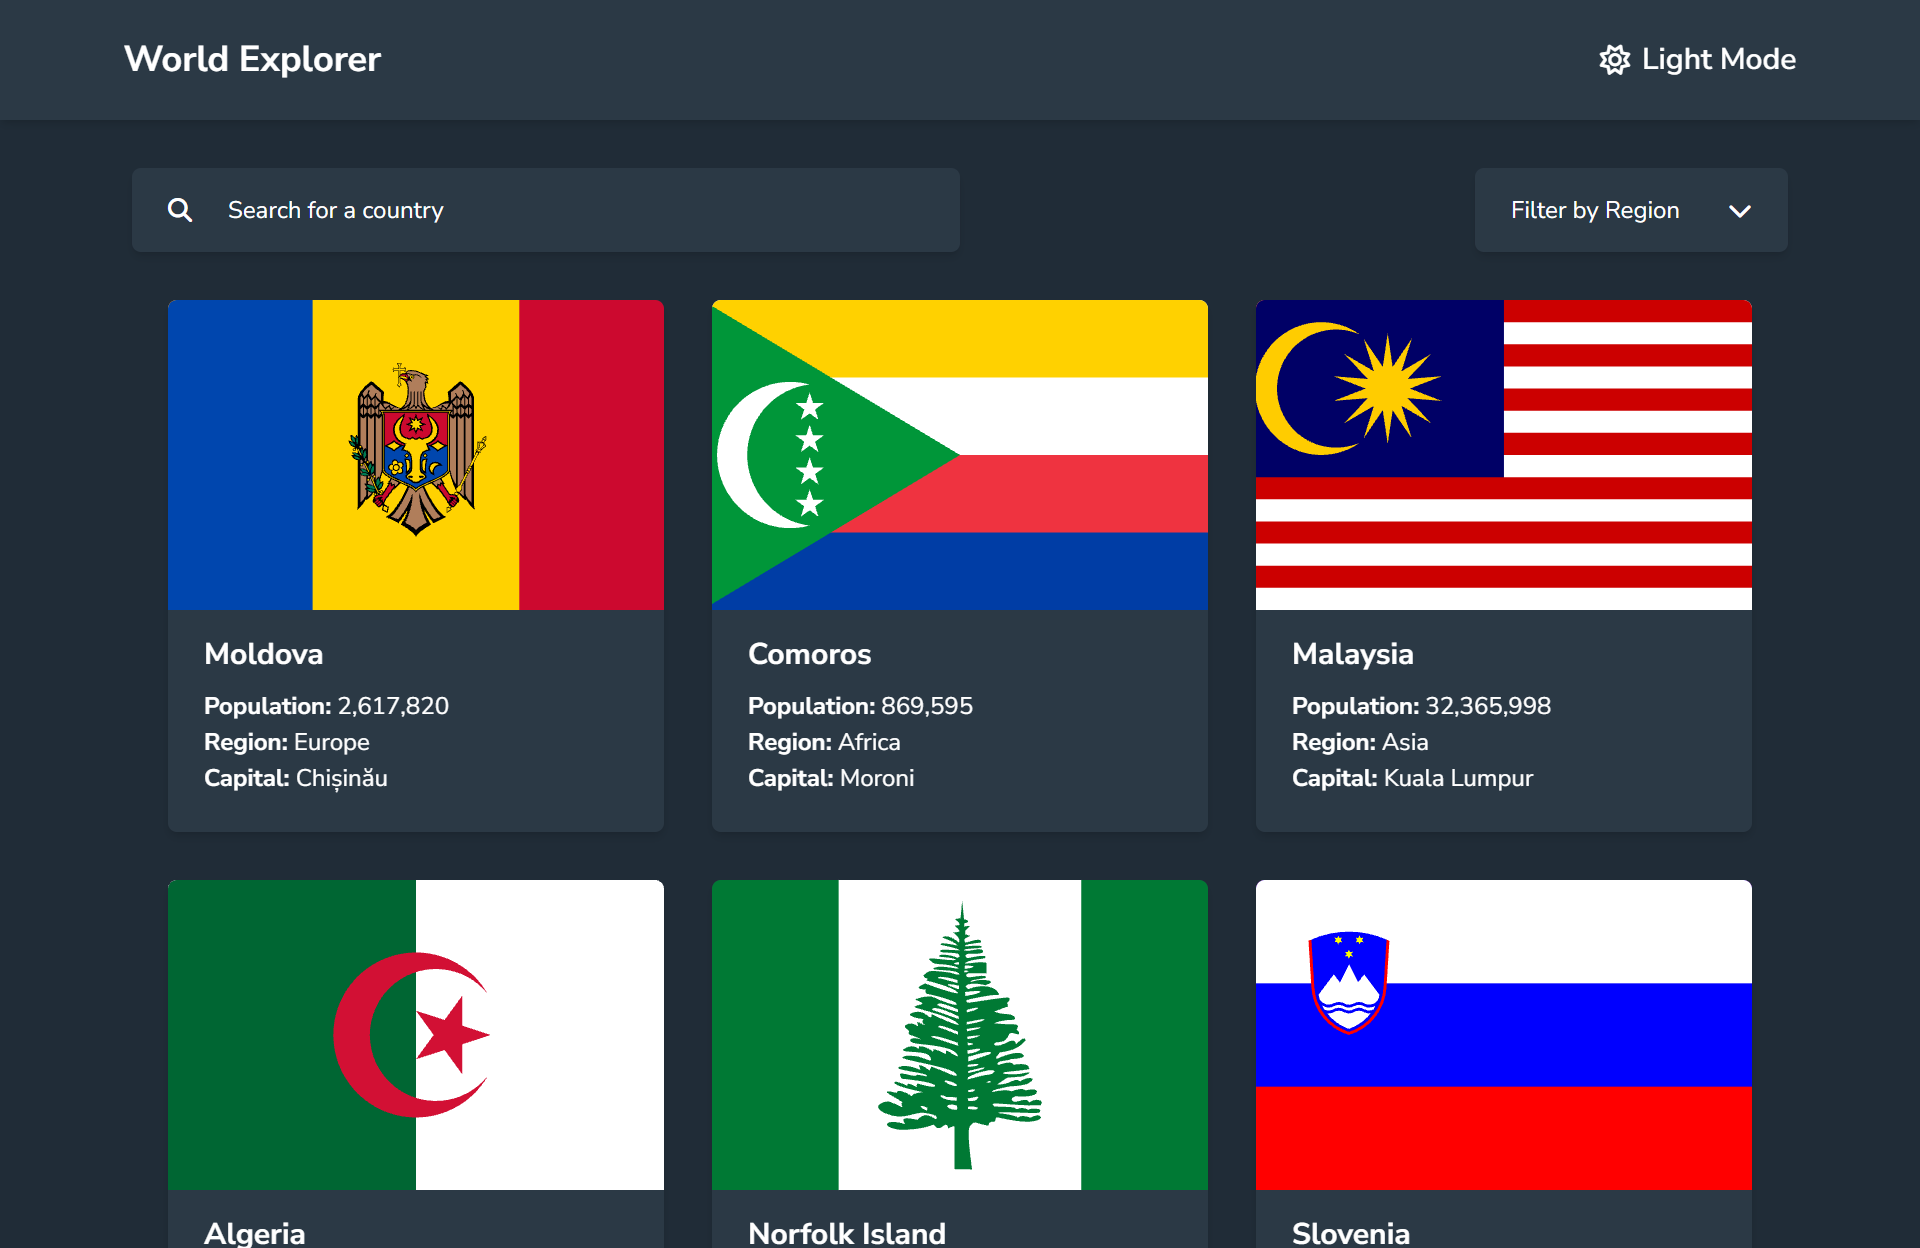 World Explorer
Light Mode
Search for a country
Filter by Region
Moldova
Population: 2,617,820
Region: Europe
Capital: Chișinău
Comoros
Population: 869,595
Region: Africa
Capital: Moroni
Malaysia
Population: 32,365,998
Region: Asia
Capital: Kuala Lumpur
Algeria
Norfolk Island
Slovenia